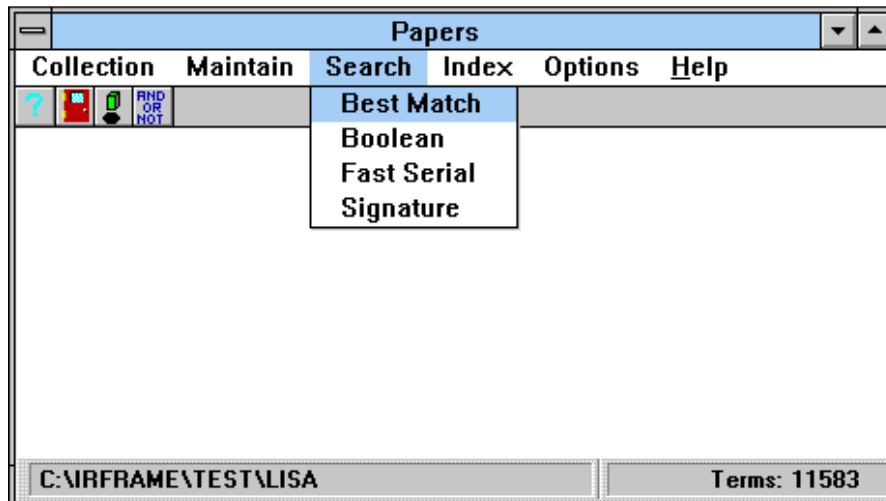 Papers
Collection Maintain Search Index Options Help
? AND
OR
NOT
Best Match
Boolean
Fast Serial
Signature
C:\IRFRAME\TEST\LISA Terms: 11583